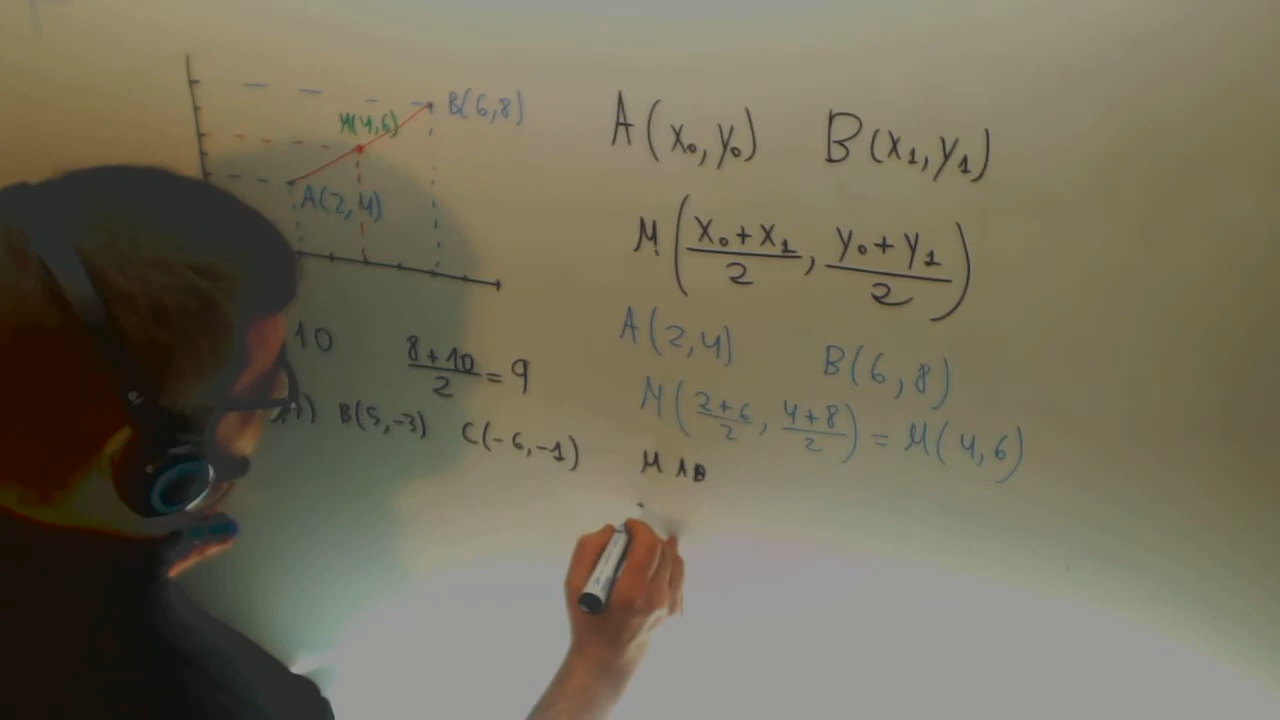 B(6,8)
M(4,6)
A(2,4)
A(x₀,y₀) B(x₁,y₁)
M(x₀+x₁/2, y₀+y₁/2)
A(2,4) B(6,8)
M(2+6/2, 4+8/2) = M(4,6)
10 8+10/2=9
B(5,-3) C(-6,-1) M AB